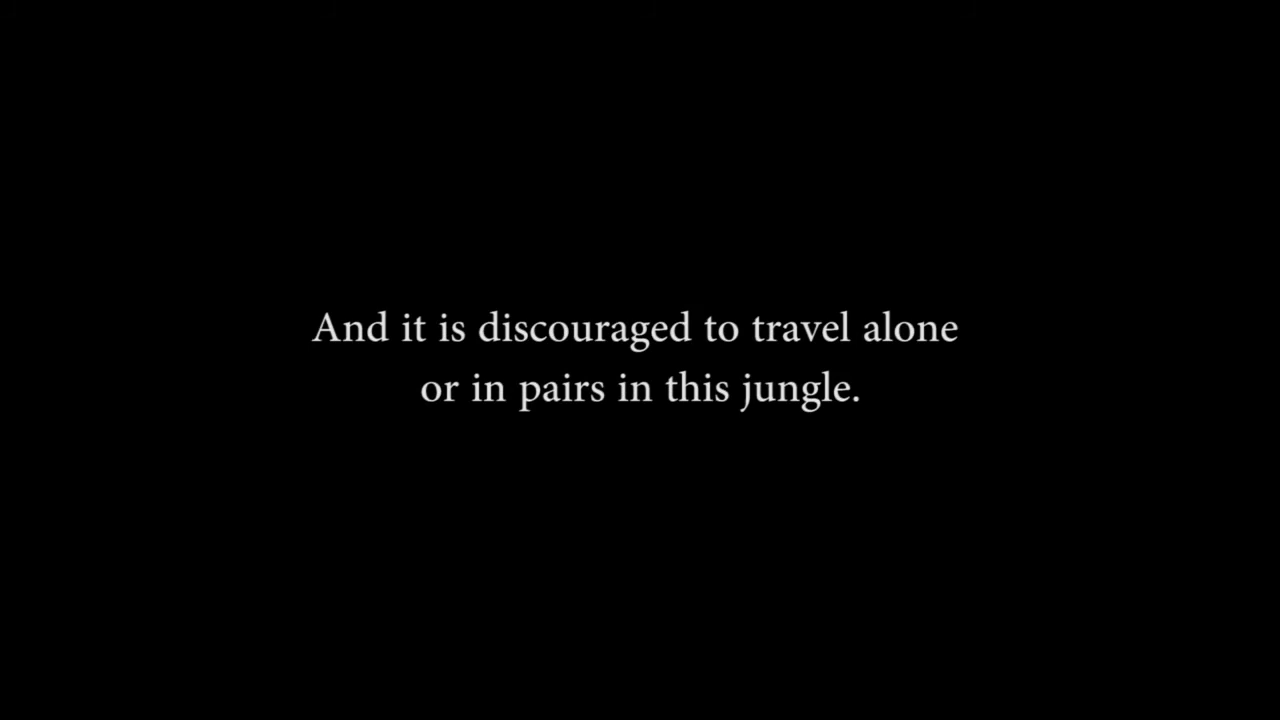 And it is discouraged to travel alone
or in pairs in this jungle.